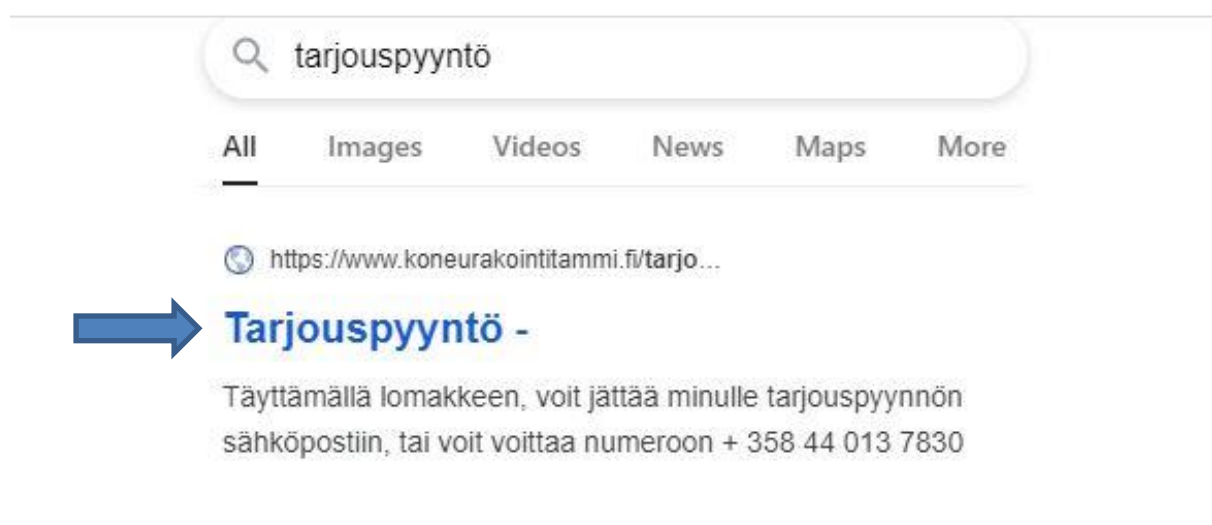 tarjouspyyntö
All Images Videos News Maps More
https://www.koneurakointitammi.fi/tarjo...
Tarjouspyyntö -
Täyttämällä lomakkeen, voit jättää minulle tarjouspyynnön
sähköpostiin, tai voit voittaa numeroon + 358 44 013 7830